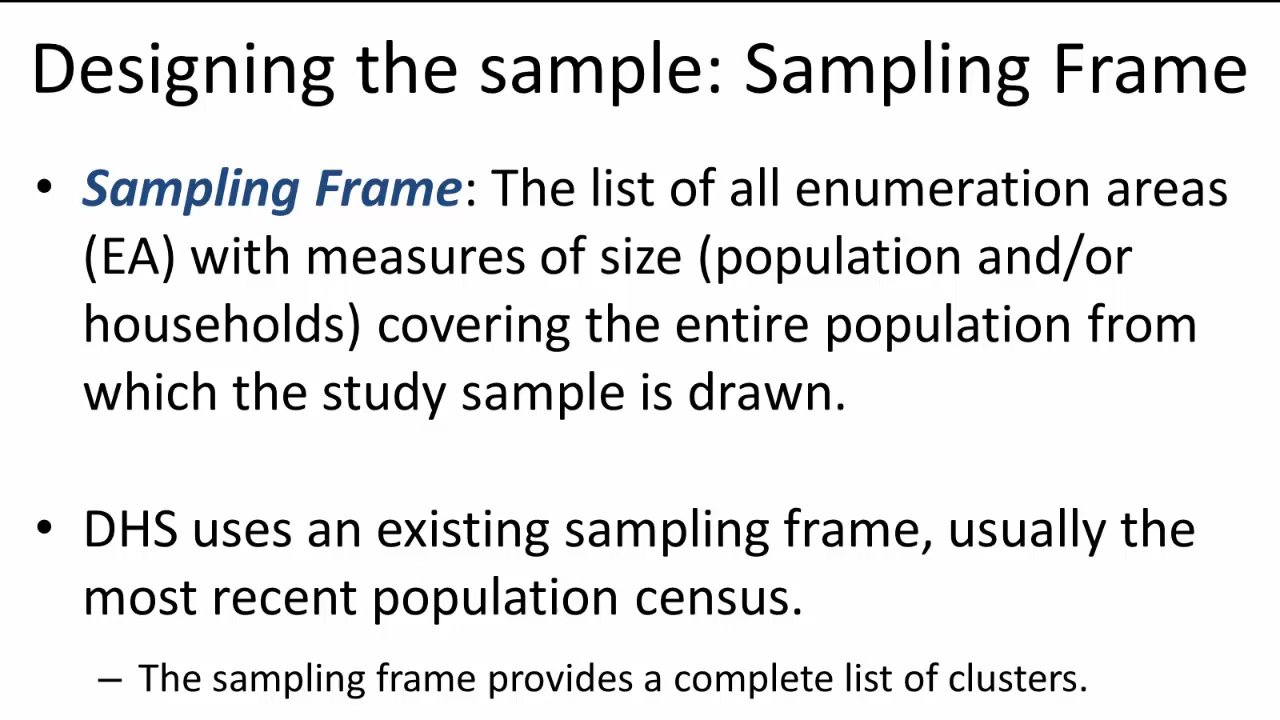 Designing the sample: Sampling Frame
• Sampling Frame: The list of all enumeration areas
(EA) with measures of size (population and/or
households) covering the entire population from
which the study sample is drawn.
• DHS uses an existing sampling frame, usually the
most recent population census.
– The sampling frame provides a complete list of clusters.